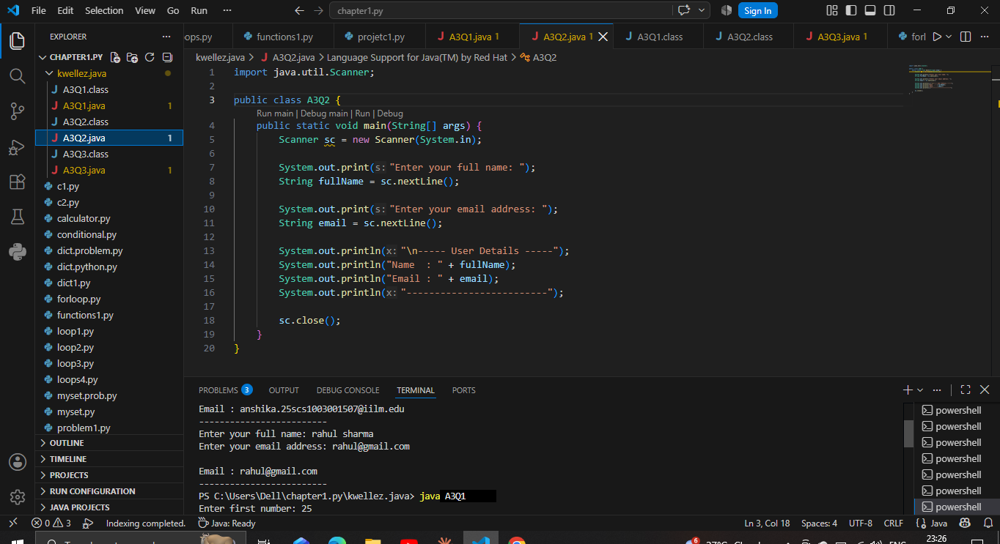 File Edit Selection View Go Run ··· chapter1.py Sign In
EXPLORER ···
CHAPTER1.PY
kwellez.java
A3Q1.class
A3Q1.java 1
A3Q2.class
A3Q2.java 1
A3Q3.class
A3Q3.java 1
c1.py
c2.py
calculator.py
conditional.py
dict.problem.py
dict.python.py
dict1.py
forloop.py
functions1.py
loop1.py
loop2.py
loop3.py
loops4.py
myset.prob.py
myset.py
problem1.py
OUTLINE
TIMELINE
PROJECTS
RUN CONFIGURATION
JAVA PROJECTS
ops.py functions1.py projetc1.py A3Q1.java 1 A3Q2.java 1 A3Q1.class A3Q2.class A3Q3.java 1 forl ···
kwellez.java > A3Q2.java > Language Support for Java(TM) by Red Hat > A3Q2
1 import java.util.Scanner;
2
3 public class A3Q2 {
Run main | Debug main | Run | Debug
4 public static void main(String[] args) {
5 Scanner sc = new Scanner(System.in);
6
7 System.out.print(s: "Enter your full name: ");
8 String fullName = sc.nextLine();
9
10 System.out.print(s: "Enter your email address: ");
11 String email = sc.nextLine();
12
13 System.out.println(x: "\n----- User Details -----");
14 System.out.println("Name  : " + fullName);
15 System.out.println("Email : " + email);
16 System.out.println(x: "-------------------------");
17
18 sc.close();
19 }
20 }
PROBLEMS 3 OUTPUT DEBUG CONSOLE TERMINAL PORTS
Email : anshika.25scs1003001507@iilm.edu
-------------------------
Enter your full name: rahul sharma
Enter your email address: rahul@gmail.com
Email : rahul@gmail.com
-------------------------
PS C:\Users\Dell\chapter1.py\kwellez.java> java A3Q1
Enter first number: 25
powershell
powershell
powershell
powershell
powershell
powershell
powershell
0 3 Indexing completed. Java: Ready Ln 3, Col 18 Spaces: 4 UTF-8 CRLF {} Java
6 23:26